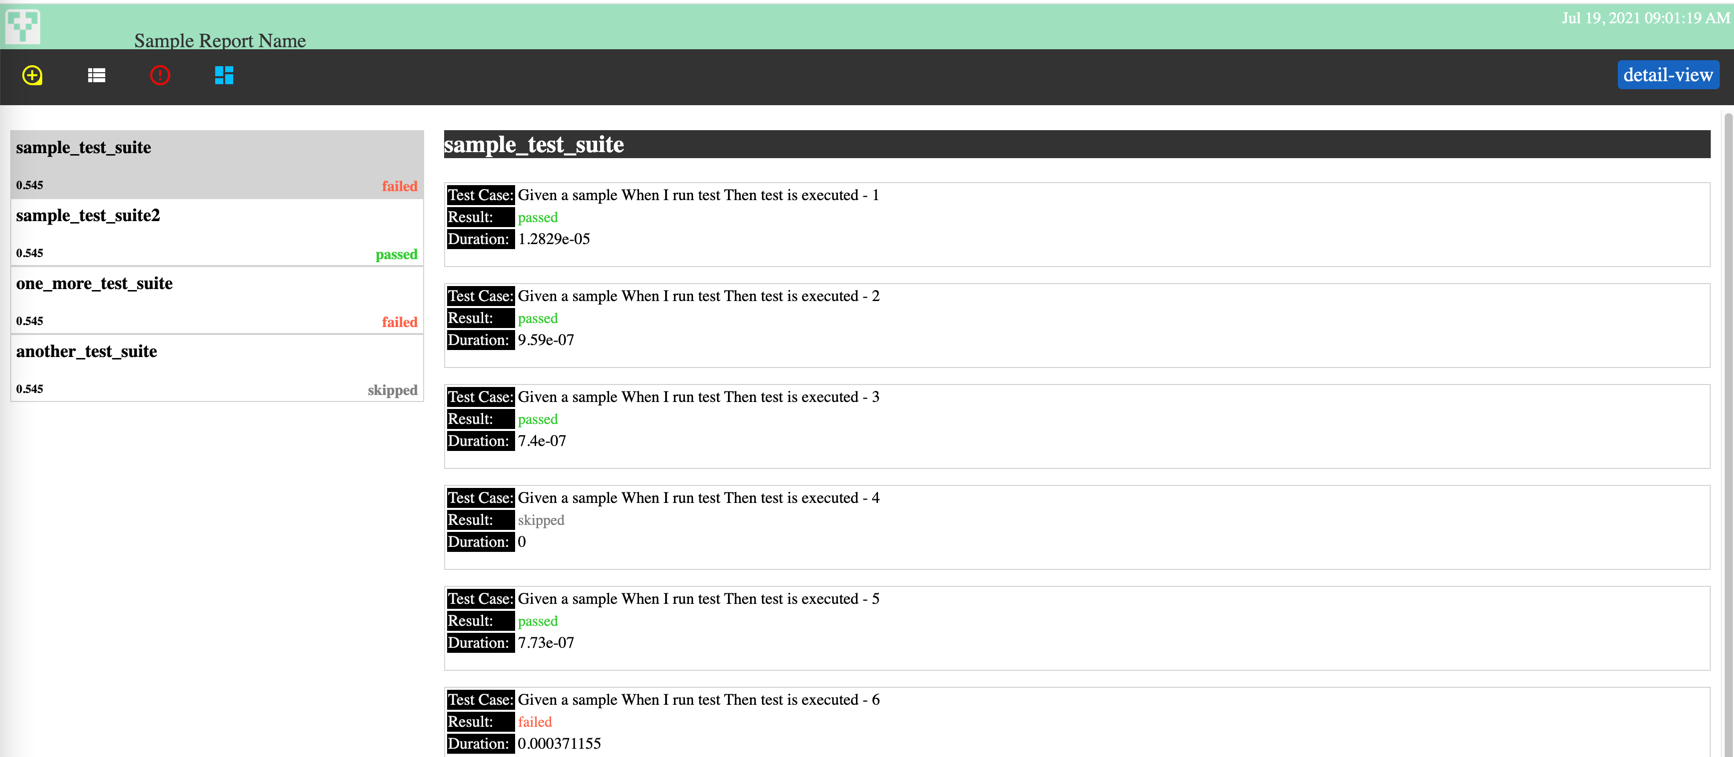 Jul 19, 2021 09:01:19 AM
Sample Report Name
detail-view
sample_test_suite
0.545 failed
sample_test_suite2
0.545 passed
one_more_test_suite
0.545 failed
another_test_suite
0.545 skipped
sample_test_suite
Test Case: Given a sample When I run test Then test is executed - 1
Result: passed
Duration: 1.2829e-05
Test Case: Given a sample When I run test Then test is executed - 2
Result: passed
Duration: 9.59e-07
Test Case: Given a sample When I run test Then test is executed - 3
Result: passed
Duration: 7.4e-07
Test Case: Given a sample When I run test Then test is executed - 4
Result: skipped
Duration: 0
Test Case: Given a sample When I run test Then test is executed - 5
Result: passed
Duration: 7.73e-07
Test Case: Given a sample When I run test Then test is executed - 6
Result: failed
Duration: 0.000371155